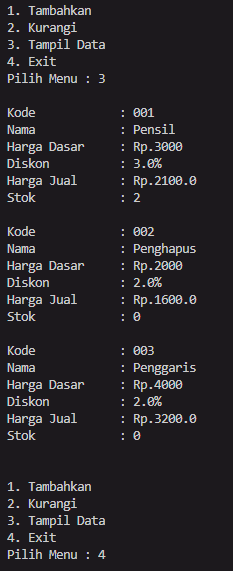 1. Tambahkan
2. Kurangi
3. Tampil Data
4. Exit
Pilih Menu : 3
Kode : 001
Nama : Pensil
Harga Dasar : Rp.3000
Diskon : 3.0%
Harga Jual : Rp.2100.0
Stok : 2
Kode : 002
Nama : Penghapus
Harga Dasar : Rp.2000
Diskon : 2.0%
Harga Jual : Rp.1600.0
Stok : 0
Kode : 003
Nama : Penggaris
Harga Dasar : Rp.4000
Diskon : 2.0%
Harga Jual : Rp.3200.0
Stok : 0
1. Tambahkan
2. Kurangi
3. Tampil Data
4. Exit
Pilih Menu : 4